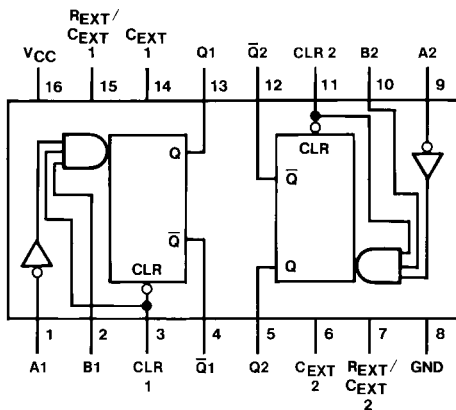 REXT/
CEXT CEXT
VCC 1 1 Q1 Q̅2 CLR 2 B2 A2
16 15 14 13 12 11 10 9
CLR
Q Q̅
Q̅ Q
CLR
1 2 3 4 5 6 7 8
A1 B1 CLR Q̅1 Q2 CEXT REXT/ GND
1 2 CEXT
2